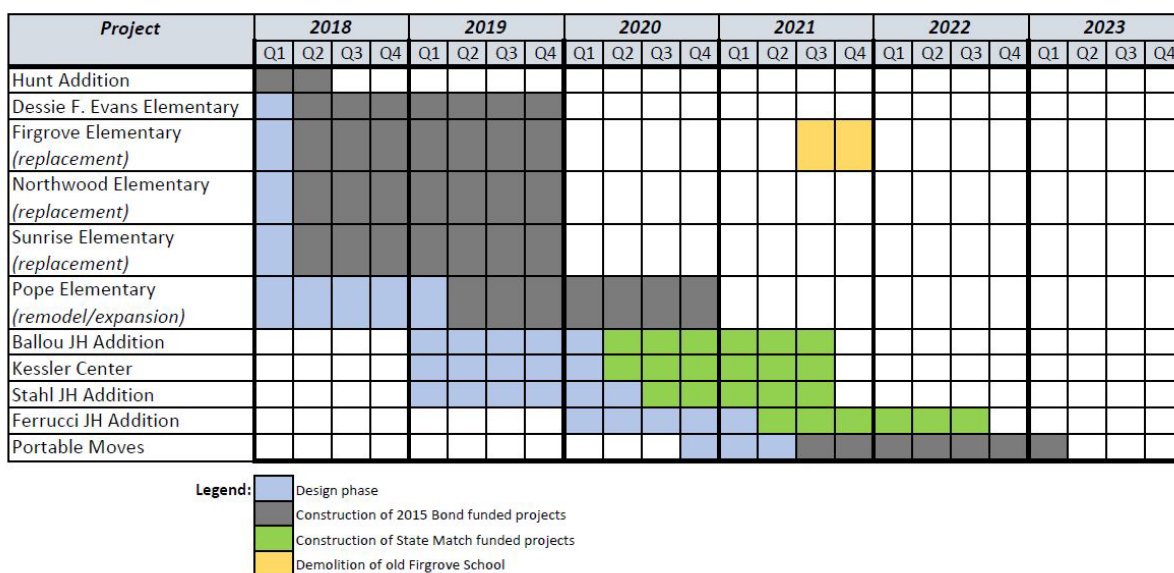 Project 2018 2019 2020 2021 2022 2023
Q1 Q2 Q3 Q4 Q1 Q2 Q3 Q4 Q1 Q2 Q3 Q4 Q1 Q2 Q3 Q4 Q1 Q2 Q3 Q4 Q1 Q2 Q3 Q4
Hunt Addition
Dessie F. Evans Elementary
Firgrove Elementary
(replacement)
Northwood Elementary
(replacement)
Sunrise Elementary
(replacement)
Pope Elementary
(remodel/expansion)
Ballou JH Addition
Kessler Center
Stahl JH Addition
Ferrucci JH Addition
Portable Moves
Legend: Design phase
Construction of 2015 Bond funded projects
Construction of State Match funded projects
Demolition of old Firgrove School